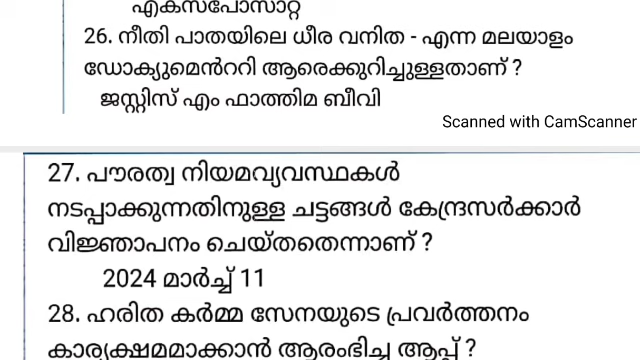 എക്സ്പോസാറ്റ്
26. നീതി പാതയിലെ ധീര വനിത - എന്ന മലയാളം
ഡോക്യുമെൻററി ആരെക്കുറിച്ചുള്ളതാണ് ?
ജസ്റ്റിസ് എം ഫാത്തിമ ബീവി
Scanned with CamScanner
27. പൗരത്വ നിയമവ്യവസ്ഥകൾ
നടപ്പാക്കുന്നതിനുള്ള ചട്ടങ്ങൾ കേന്ദ്രസർക്കാർ
വിജ്ഞാപനം ചെയ്തതെന്നാണ് ?
2024 മാർച്ച് 11
28. ഹരിത കർമ്മ സേനയുടെ പ്രവർത്തനം
കാര്യക്ഷമമാക്കാൻ ആരംഭിച്ച ആപ്പ് ?